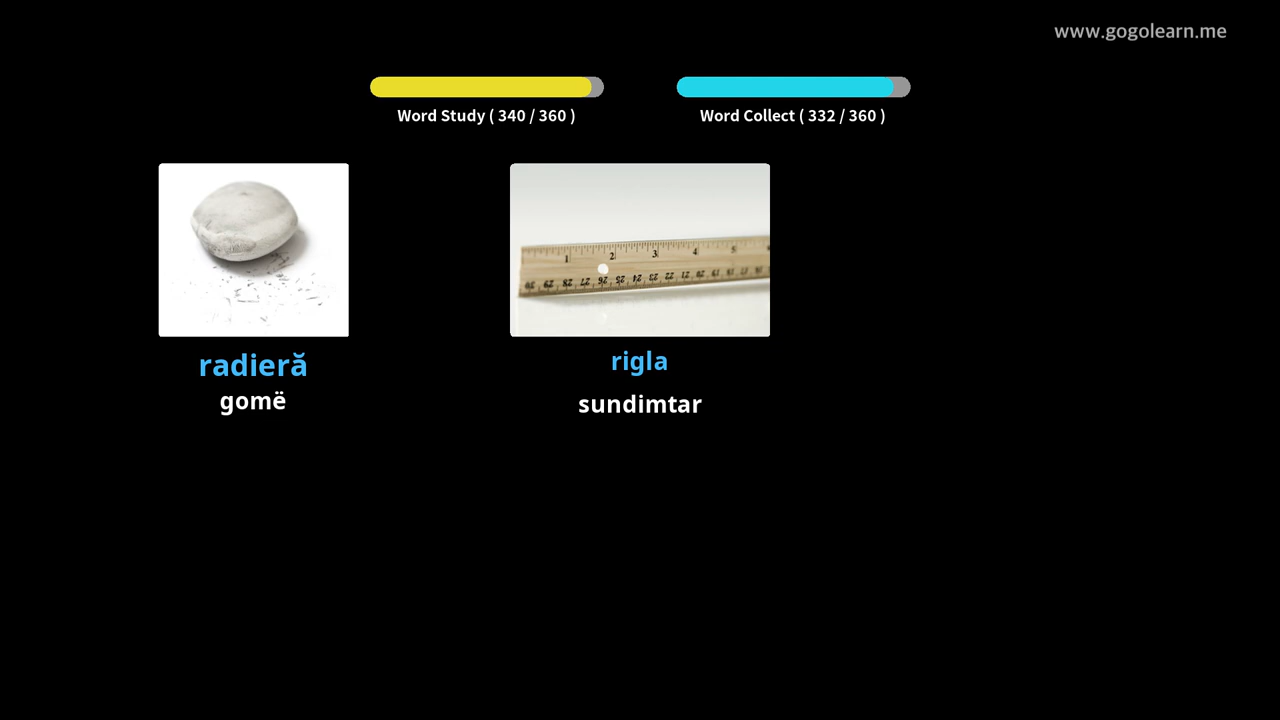 www.gogolearn.me
Word Study ( 340 / 360 )
Word Collect ( 332 / 360 )
radieră
gomë
rigla
sundimtar